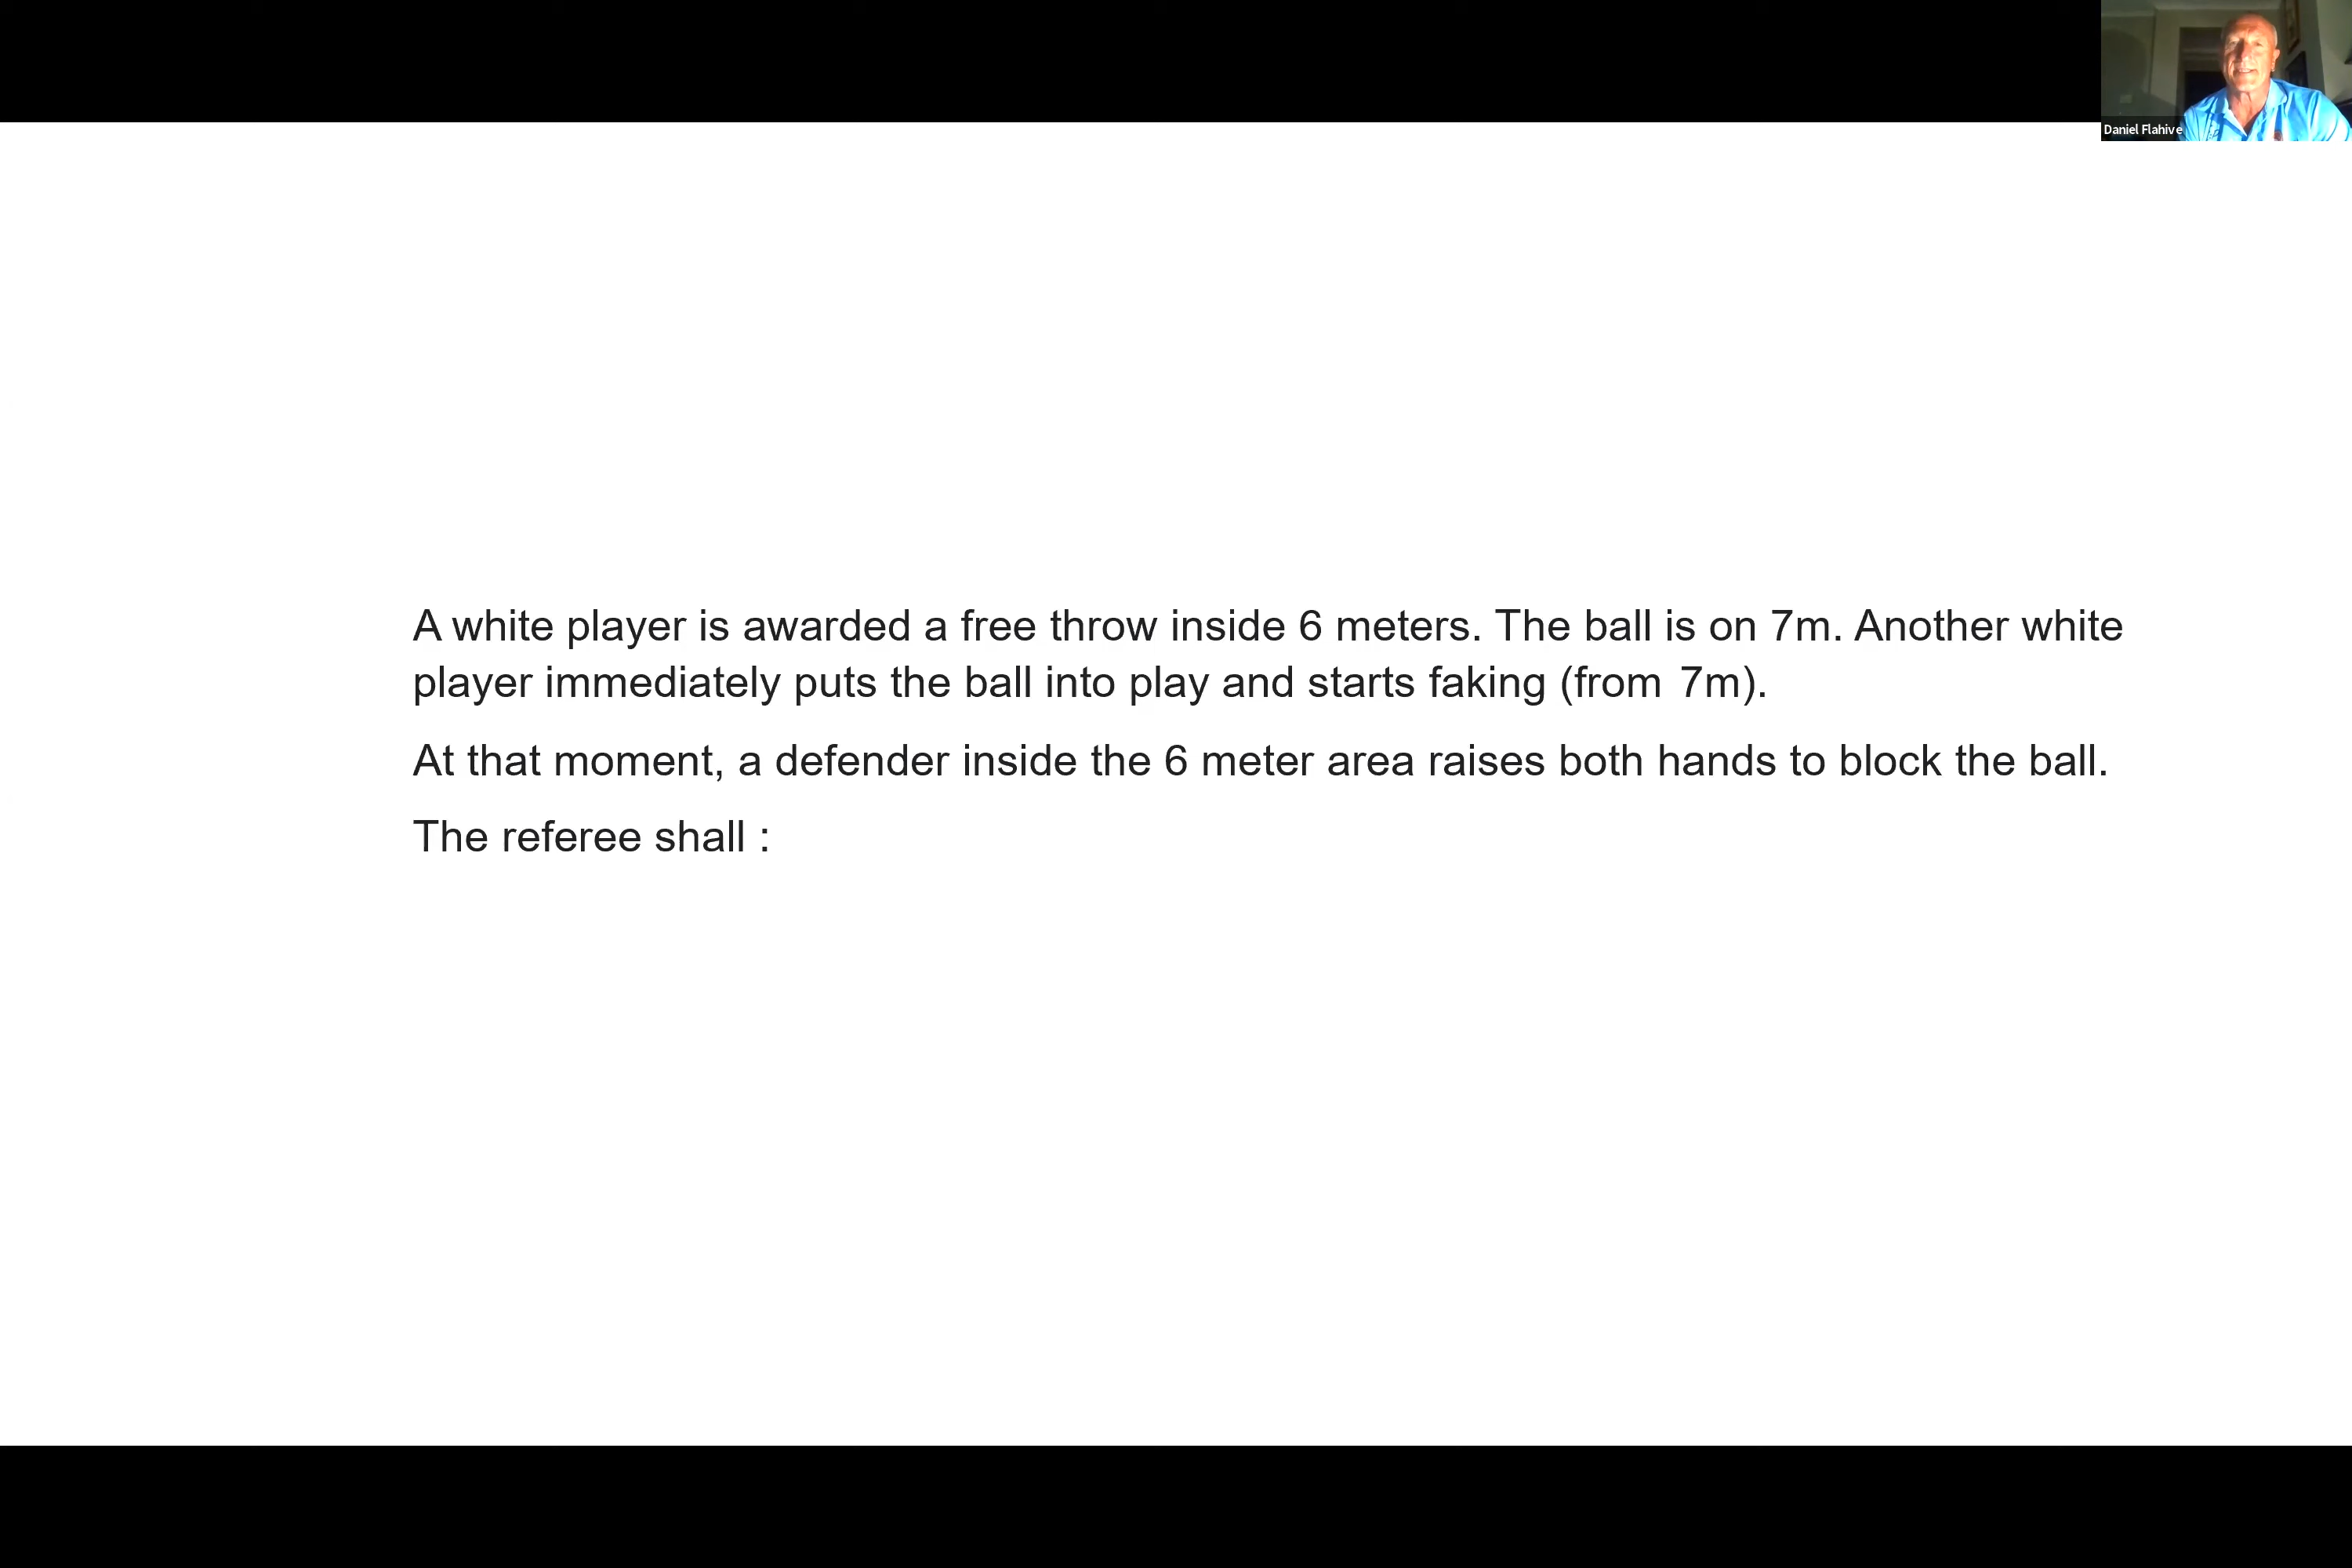 Daniel Flahive
A white player is awarded a free throw inside 6 meters. The ball is on 7m. Another white
player immediately puts the ball into play and starts faking (from 7m).
At that moment, a defender inside the 6 meter area raises both hands to block the ball.
The referee shall :